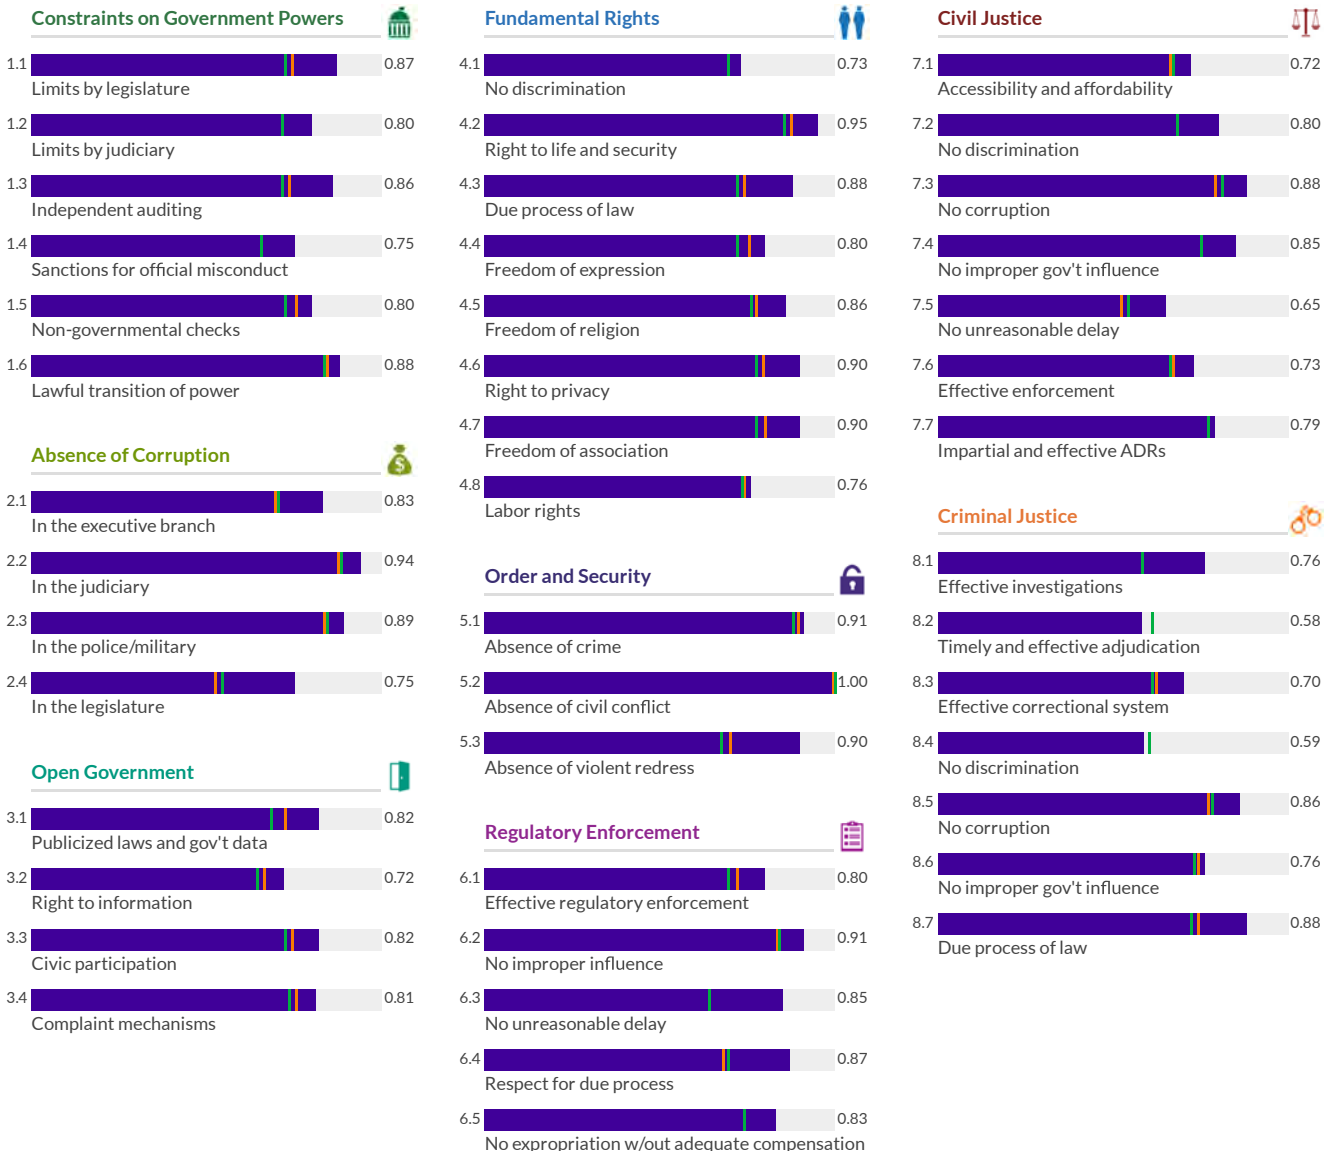 Constraints on Government Powers
1.1 0.87
Limits by legislature
1.2 0.80
Limits by judiciary
1.3 0.86
Independent auditing
1.4 0.75
Sanctions for official misconduct
1.5 0.80
Non-governmental checks
1.6 0.88
Lawful transition of power
Absence of Corruption
$
2.1 0.83
In the executive branch
2.2 0.94
In the judiciary
2.3 0.89
In the police/military
2.4 0.75
In the legislature
Open Government
3.1 0.82
Publicized laws and gov't data
3.2 0.72
Right to information
3.3 0.82
Civic participation
3.4 0.81
Complaint mechanisms
Fundamental Rights
4.1 0.73
No discrimination
4.2 0.95
Right to life and security
4.3 0.88
Due process of law
4.4 0.80
Freedom of expression
4.5 0.86
Freedom of religion
4.6 0.90
Right to privacy
4.7 0.90
Freedom of association
4.8 0.76
Labor rights
Order and Security
5.1 0.91
Absence of crime
5.2 1.00
Absence of civil conflict
5.3 0.90
Absence of violent redress
Regulatory Enforcement
6.1 0.80
Effective regulatory enforcement
6.2 0.91
No improper influence
6.3 0.85
No unreasonable delay
6.4 0.87
Respect for due process
6.5 0.83
No expropriation w/out adequate compensation
Civil Justice
7.1 0.72
Accessibility and affordability
7.2 0.80
No discrimination
7.3 0.88
No corruption
7.4 0.85
No improper gov't influence
7.5 0.65
No unreasonable delay
7.6 0.73
Effective enforcement
7.7 0.79
Impartial and effective ADRs
Criminal Justice
8.1 0.76
Effective investigations
8.2 0.58
Timely and effective adjudication
8.3 0.70
Effective correctional system
8.4 0.59
No discrimination
8.5 0.86
No corruption
8.6 0.76
No improper gov't influence
8.7 0.88
Due process of law